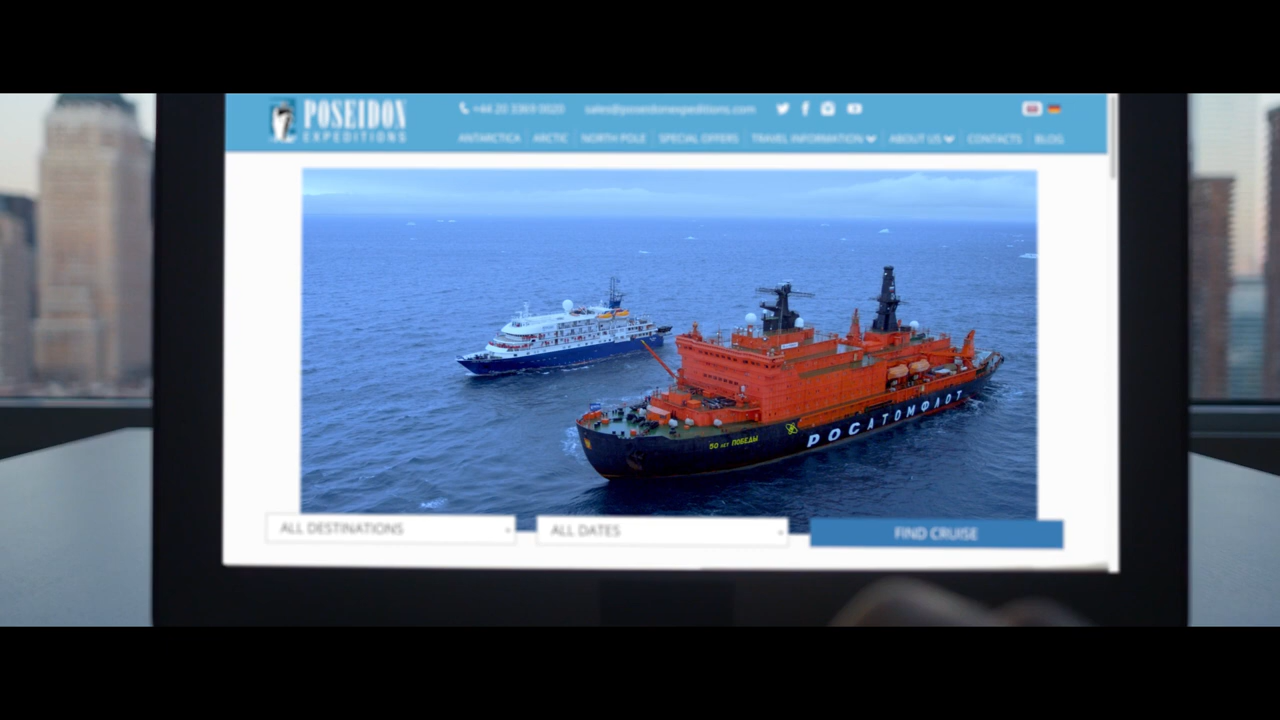 POSEIDON
EXPEDITIONS
+44 20 3369 0020
sales@poseidonexpeditions.com
ANTARCTICA
ARCTIC
NORTH POLE
SPECIAL OFFERS
TRAVEL INFORMATION
ABOUT US
CONTACTS
BLOG
50 ЛЕТ ПОБЕДЫ
РОСАТОМФЛОТ
ALL DESTINATIONS
ALL DATES
FIND CRUISE